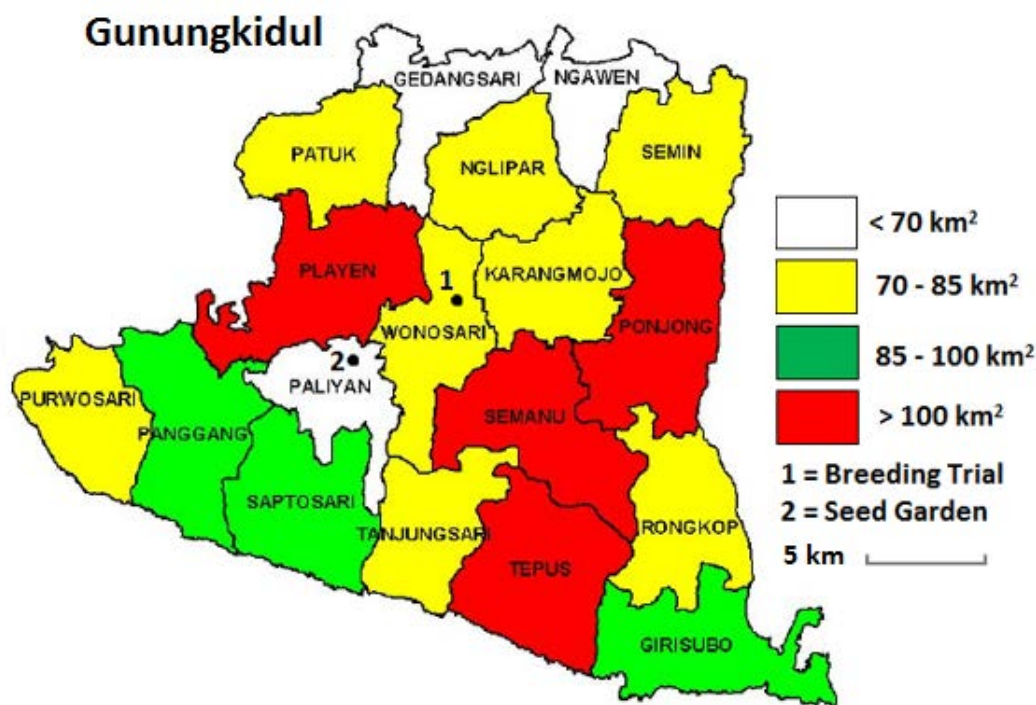 Gunungkidul
GEDANGSARI
NGAWEN
PATUK
NGLIPAR
SEMIN
PLAYEN
1
KARANGMOJO
WONOSARI
PONJONG
2
PALIYAN
PURWOSARI
PANGGANG
SEMANU
SAPTOSARI
TANJUNGSARI
RONGKOP
TEPUS
GIRISUBO
< 70 km²
70 - 85 km²
85 - 100 km²
> 100 km²
1 = Breeding Trial
2 = Seed Garden
5 km